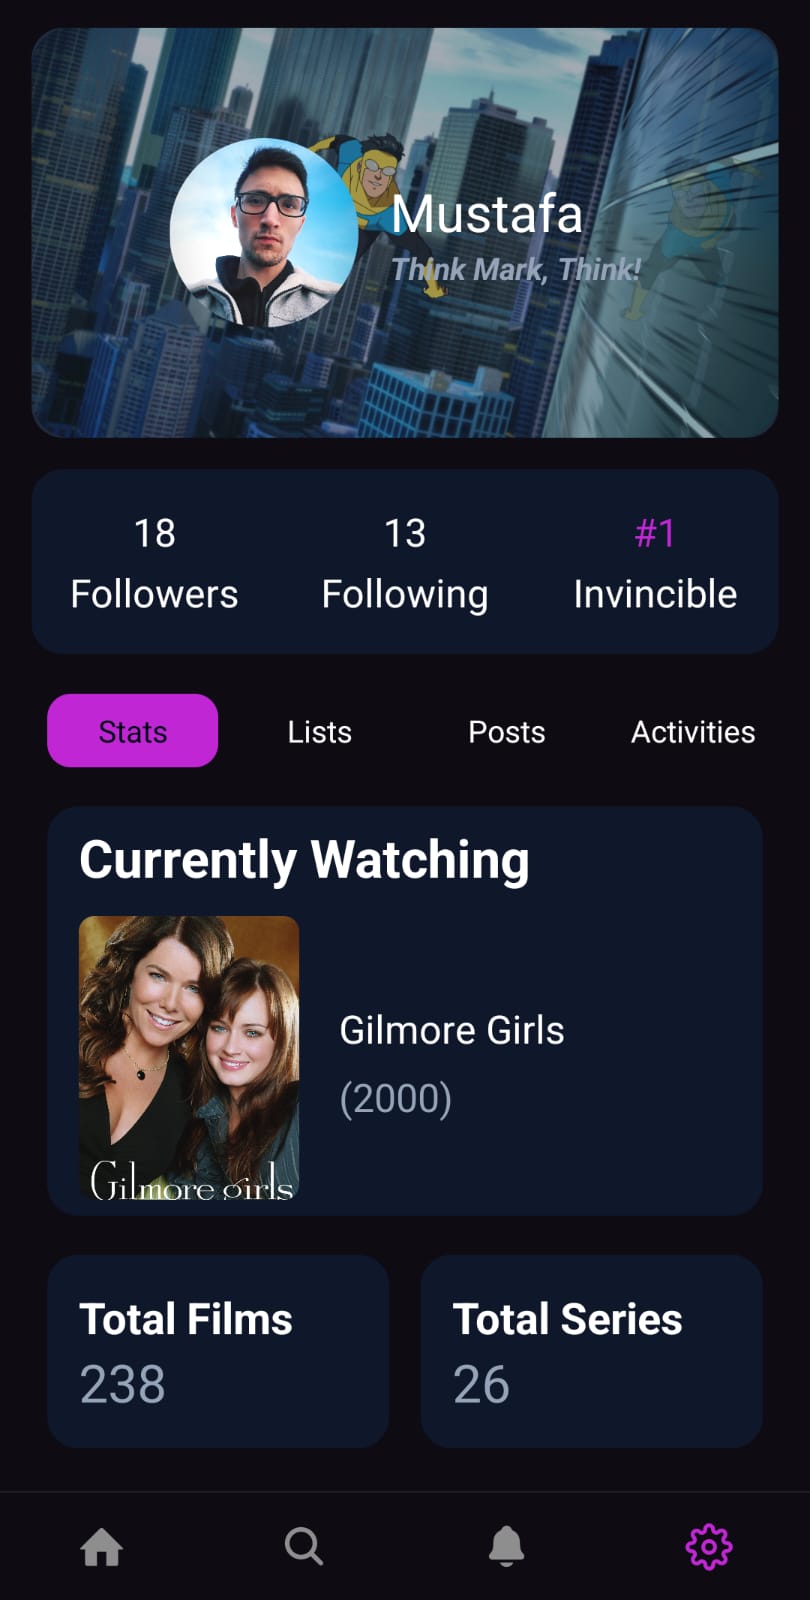 Mustafa
Think Mark, Think!
18
Followers
13
Following
#1
Invincible
Stats
Lists
Posts
Activities
Currently Watching
Gilmore girls
Gilmore Girls
(2000)
Total Films
238
Total Series
26